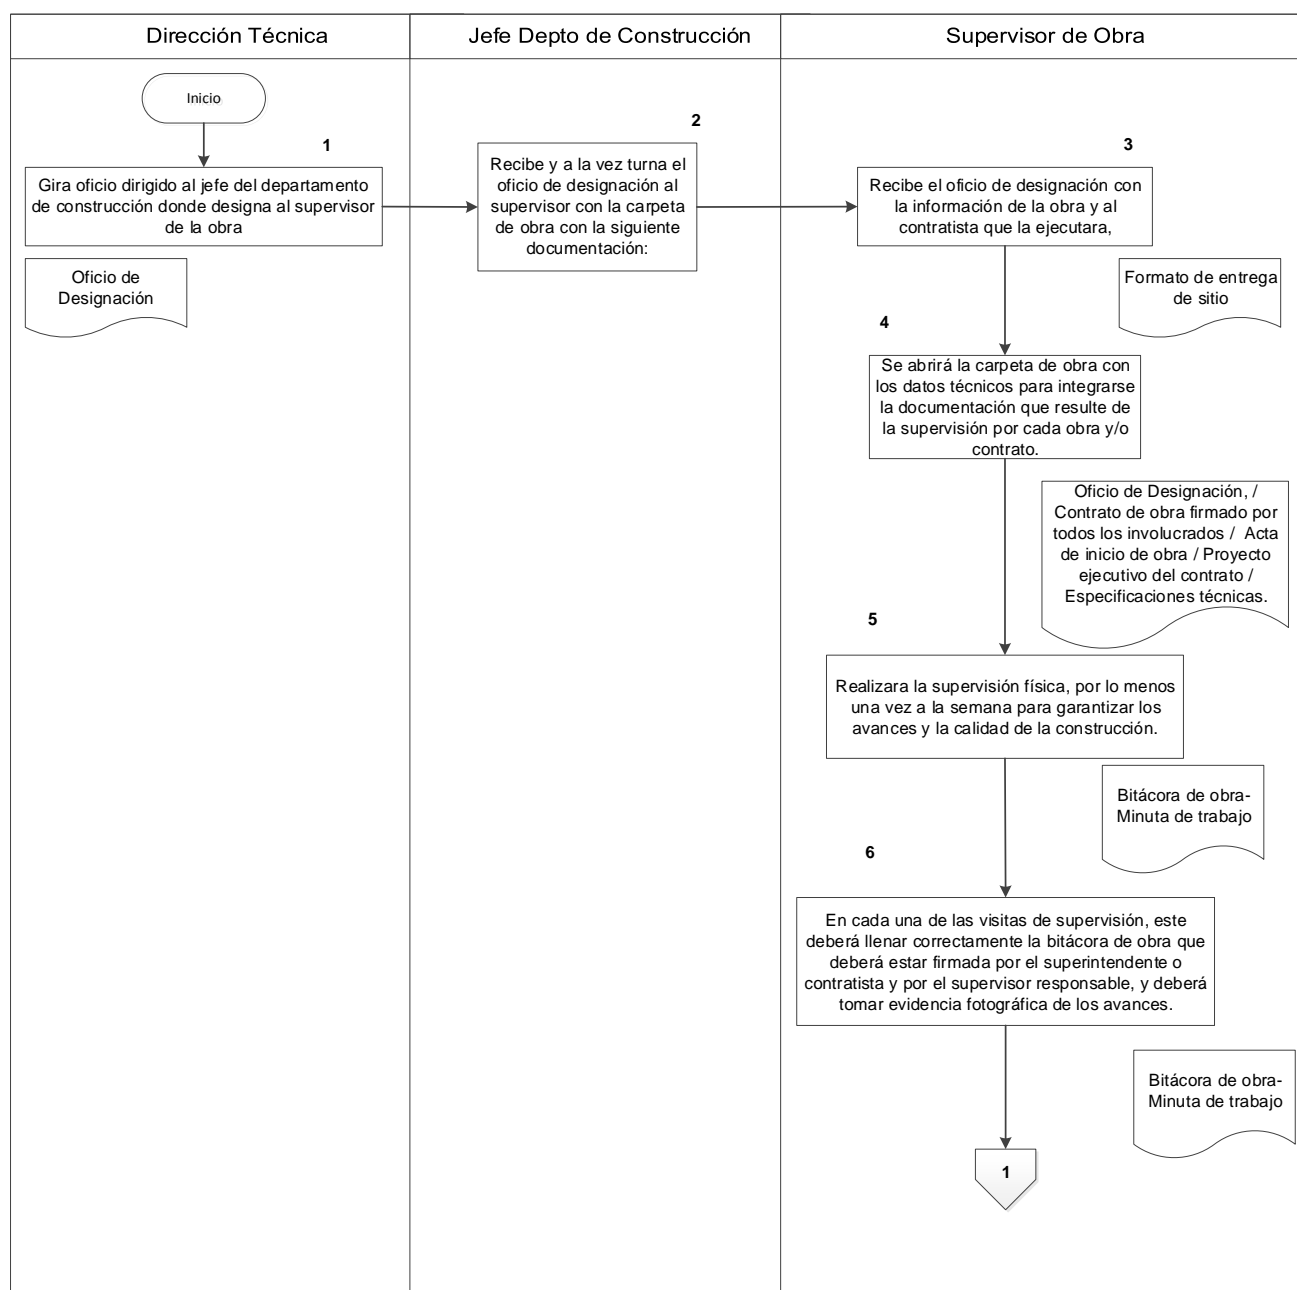 Dirección Técnica
Jefe Depto de Construcción
Supervisor de Obra
Inicio
1
Gira oficio dirigido al jefe del departamento
de construcción donde designa al supervisor
de la obra
Oficio de
Designación
2
Recibe y a la vez turna el
oficio de designación al
supervisor con la carpeta
de obra con la siguiente
documentación:
3
Recibe el oficio de designación con
la información de la obra y al
contratista que la ejecutara,
Formato de entrega
de sitio
4
Se abrirá la carpeta de obra con
los datos técnicos para integrarse
la documentación que resulte de
la supervisión por cada obra y/o
contrato.
Oficio de Designación, /
Contrato de obra firmado por
todos los involucrados / Acta
de inicio de obra / Proyecto
ejecutivo del contrato /
Especificaciones técnicas.
5
Realizara la supervisión física, por lo menos
una vez a la semana para garantizar los
avances y la calidad de la construcción.
Bitácora de obra-
Minuta de trabajo
6
En cada una de las visitas de supervisión, este
deberá llenar correctamente la bitácora de obra que
deberá estar firmada por el superintendente o
contratista y por el supervisor responsable, y deberá
tomar evidencia fotográfica de los avances.
Bitácora de obra-
Minuta de trabajo
1